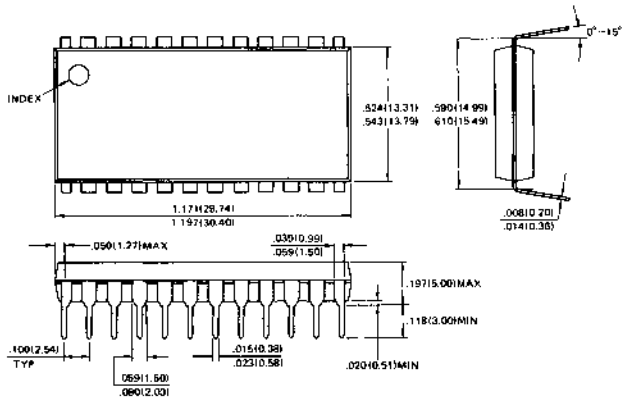 INDEX
.524(13.31)
.543(13.79)
.590(14.99)
.610(15.49)
0°~15°
1.171(29.74)
1.197(30.40)
.008(0.20)
.014(0.36)
.050(1.27)MAX
.039(0.99)
.059(1.50)
.197(5.00)MAX
.118(3.00)MIN
.100(2.54)
TYP
.015(0.38)
.023(0.58)
.020(0.51)MIN
.059(1.50)
.080(2.03)